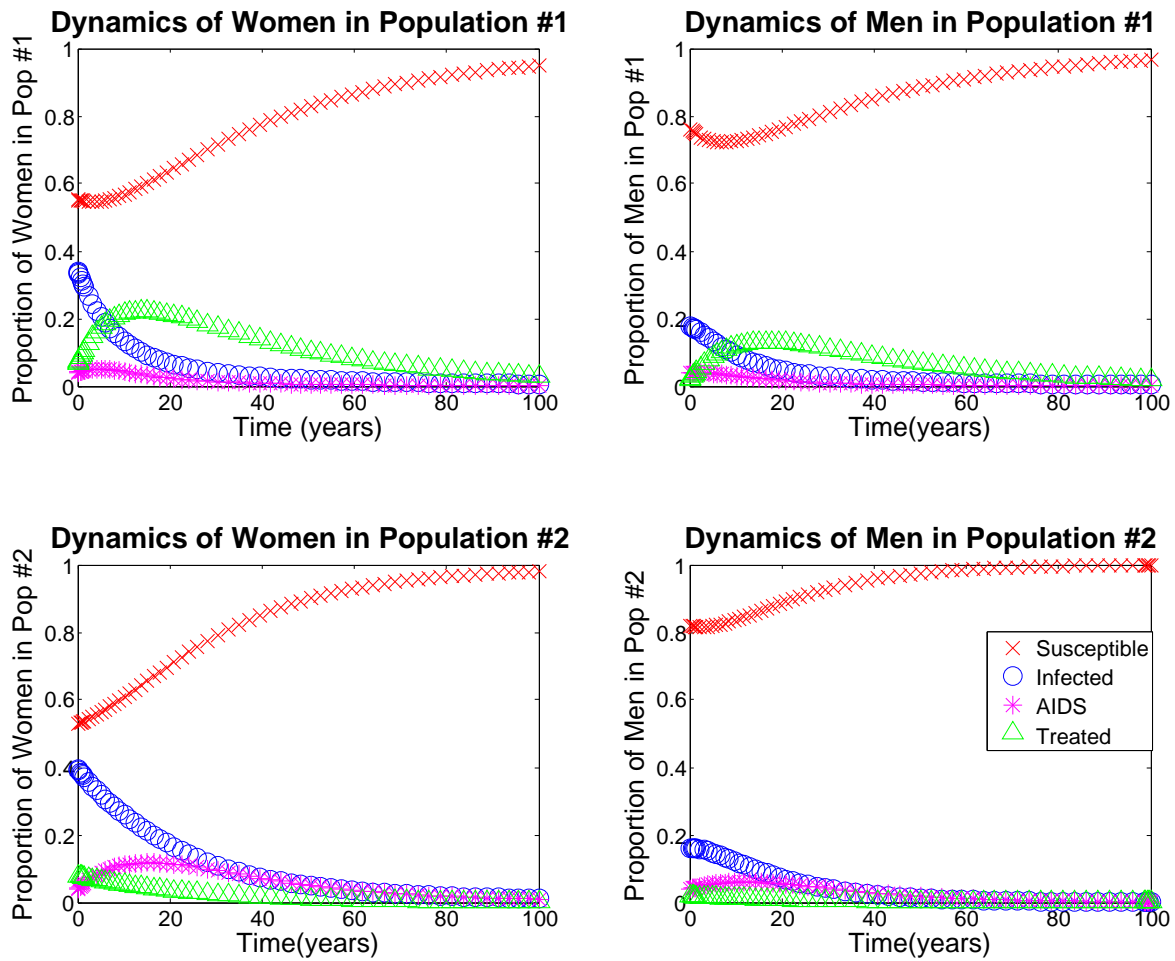 Dynamics of Women in Population #1
Proportion of Women in Pop #1
1
0.8
0.6
0.4
0.2
0
0 20 40 60 80 100
Time (years)
Dynamics of Men in Population #1
Proportion of Men in Pop #1
1
0.8
0.6
0.4
0.2
0
0 20 40 60 80 100
Time(years)
Dynamics of Women in Population #2
Proportion of Women in Pop #2
1
0.8
0.6
0.4
0.2
0
0 20 40 60 80 100
Time(years)
Dynamics of Men in Population #2
Proportion of Men in Pop #2
1
0.8
0.6
0.4
0.2
0
0 20 40 60 80 100
Time(years)
Susceptible
Infected
AIDS
Treated